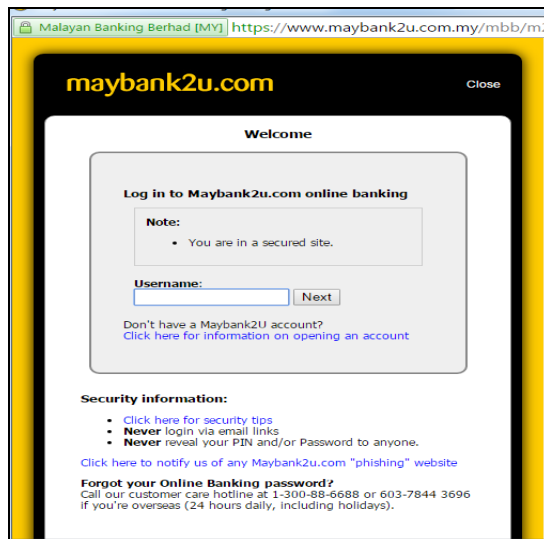 Malayan Banking Berhad [MY] https://www.maybank2u.com.my/mbb/m2
maybank2u.com
Close
Welcome
Log in to Maybank2u.com online banking
Note:
• You are in a secured site.
Username:
Next
Don't have a Maybank2U account?
Click here for information on opening an account
Security information:
• Click here for security tips
• Never login via email links
• Never reveal your PIN and/or Password to anyone.
Click here to notify us of any Maybank2u.com "phishing" website
Forgot your Online Banking password?
Call our customer care hotline at 1-300-88-6688 or 603-7844 3696
if you're overseas (24 hours daily, including holidays).